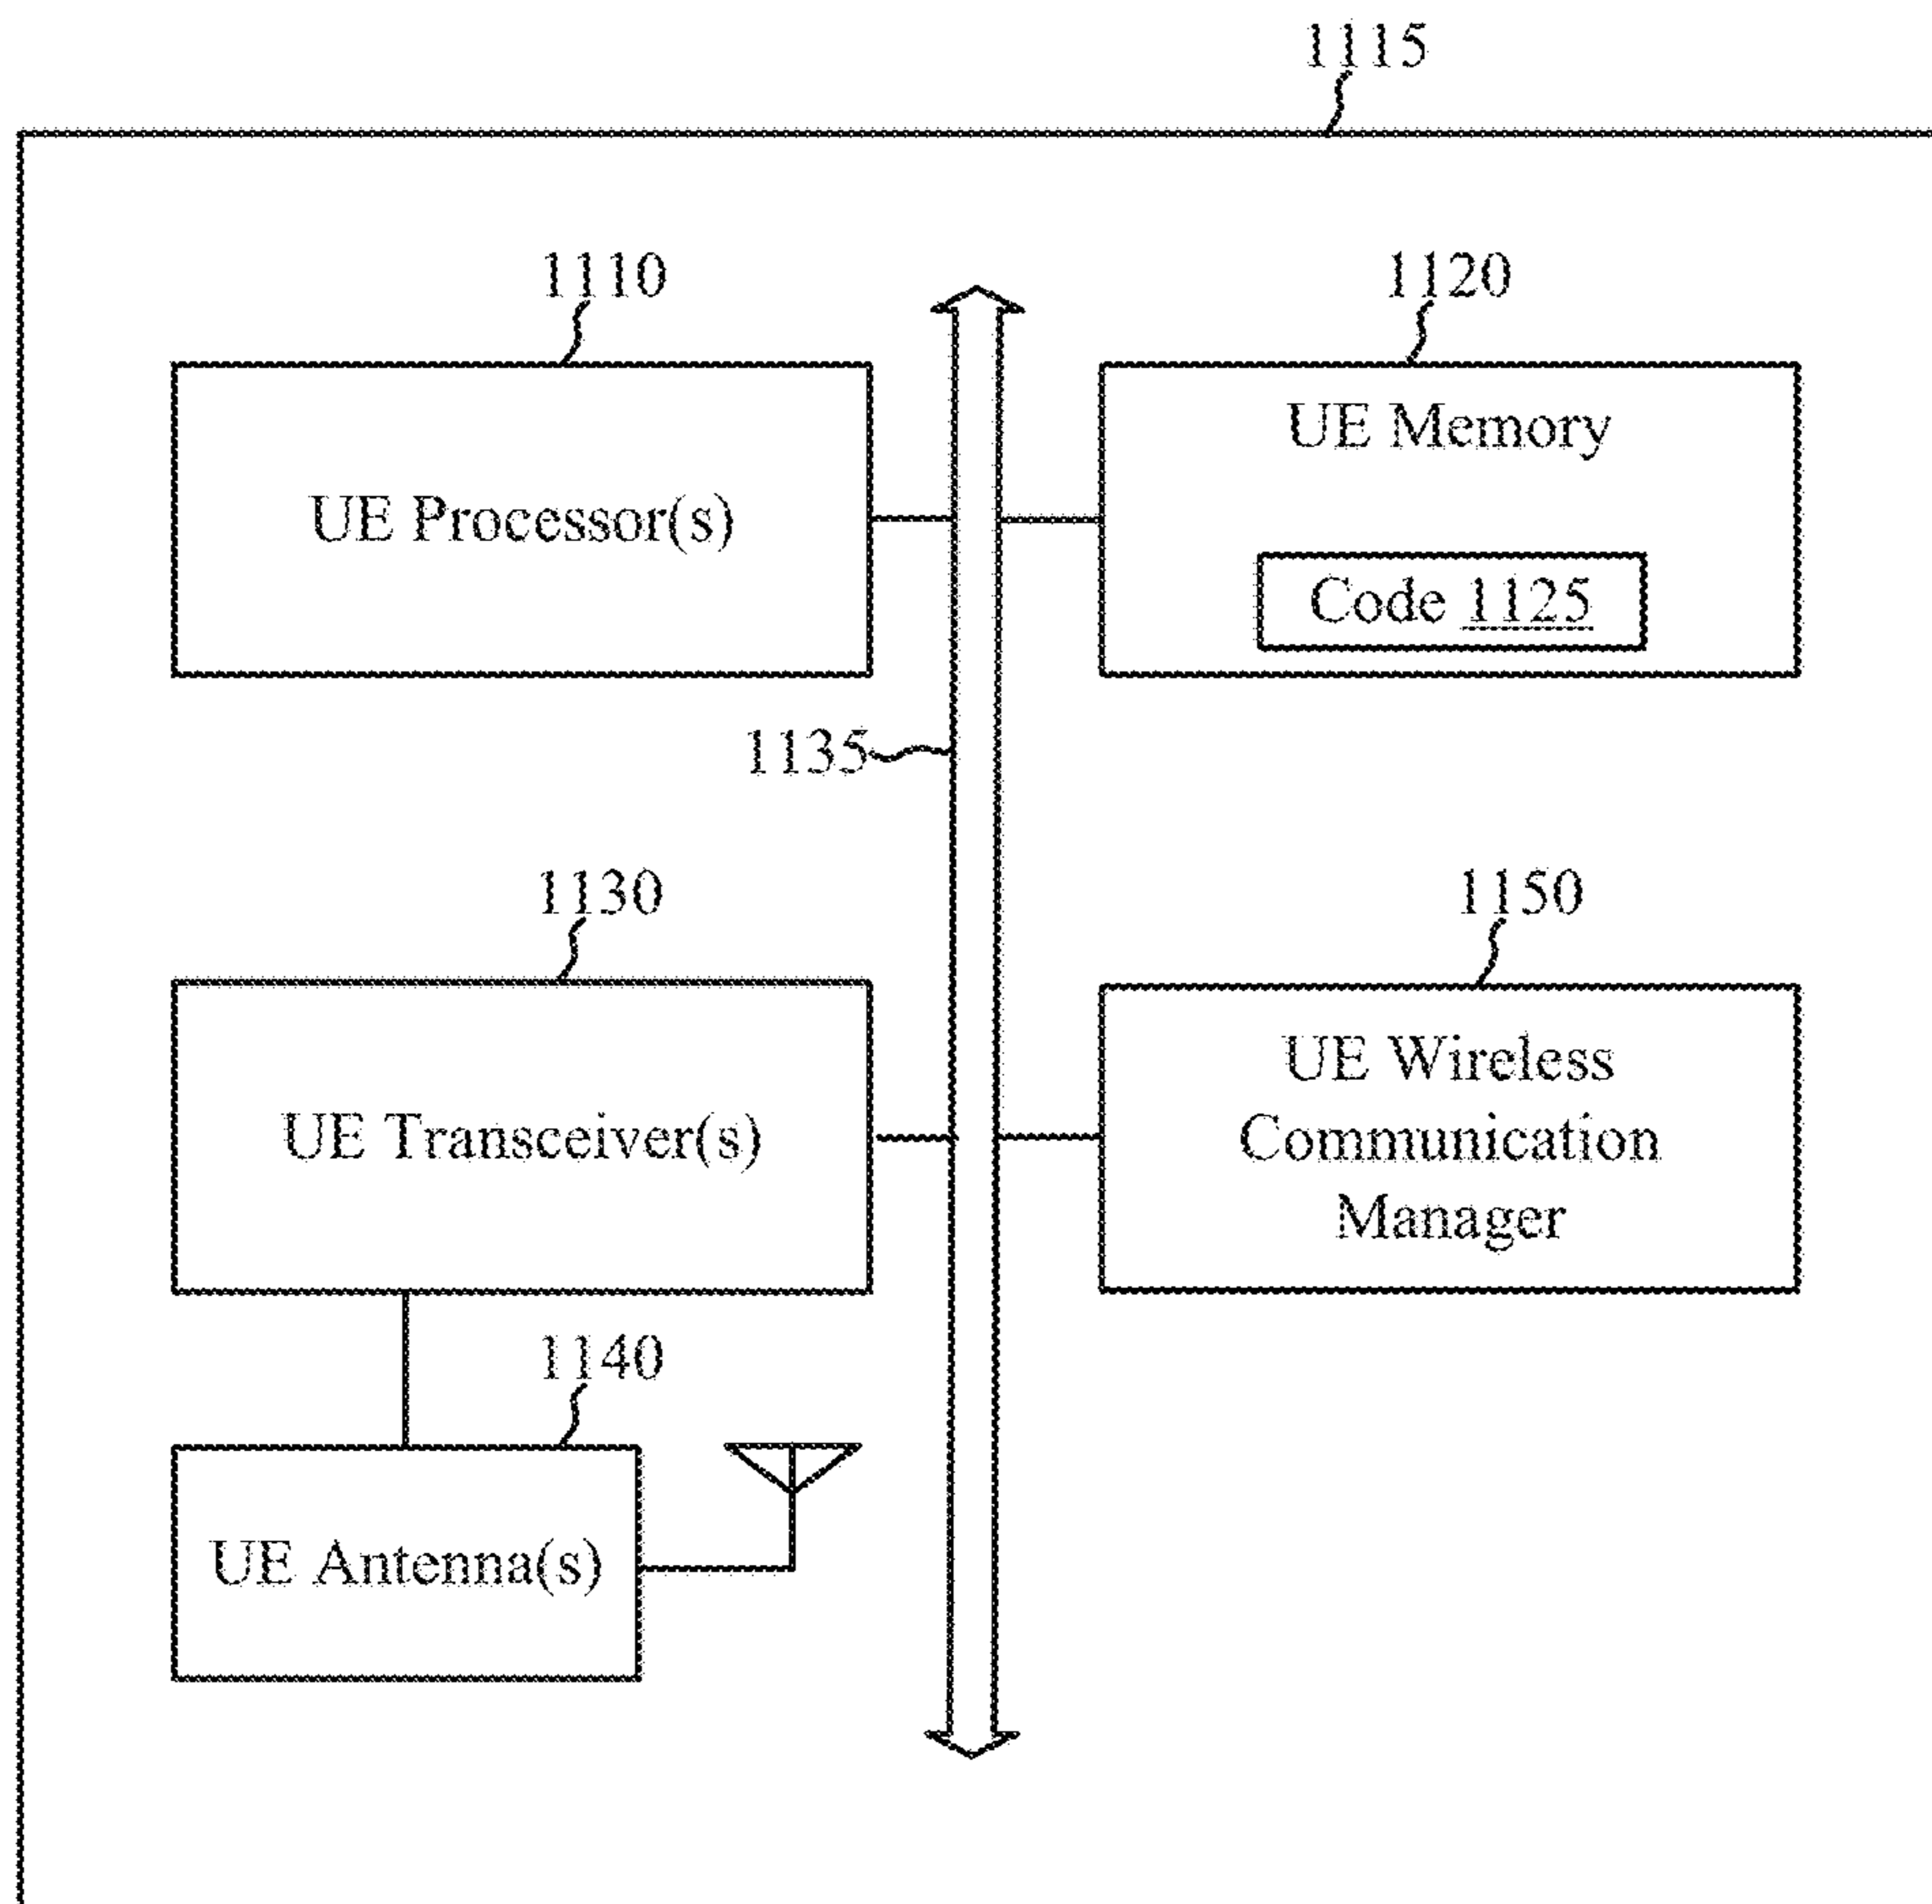 1115
1110
1120
UE Processor(s)
UE Memory
Code 1125
1135
1130
1150
UE Transceiver(s)
UE Wireless
Communication
Manager
1140
UE Antenna(s)